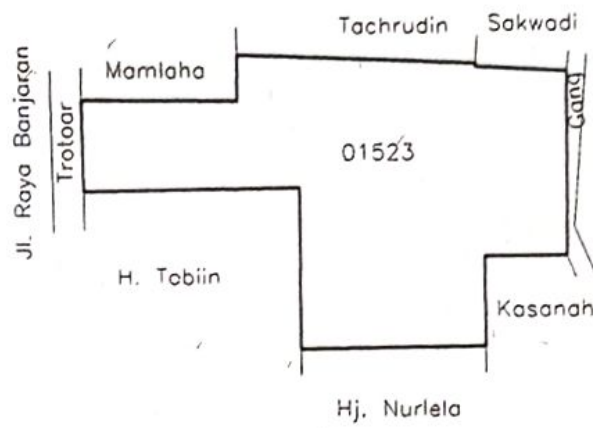 Tachrudin
Sakwadi
Mamlaha
Jl. Raya Banjaran
Trotoar
Gang
01523
H. Tobiin
Kasanah
Hj. Nurlela